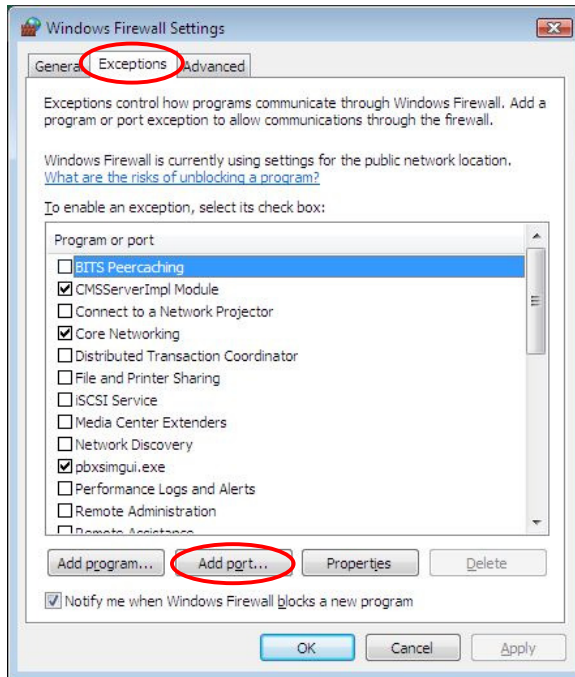 Windows Firewall Settings
General Exceptions Advanced
Exceptions control how programs communicate through Windows Firewall. Add a
program or port exception to allow communications through the firewall.
Windows Firewall is currently using settings for the public network location.
What are the risks of unblocking a program?
To enable an exception, select its check box:
Program or port
BITS Peercaching
CMSServerImpl Module
Connect to a Network Projector
Core Networking
Distributed Transaction Coordinator
File and Printer Sharing
iSCSI Service
Media Center Extenders
Network Discovery
pbxsimgui.exe
Performance Logs and Alerts
Remote Administration
Remote Assistance
Add program... Add port... Properties Delete
Notify me when Windows Firewall blocks a new program
OK Cancel Apply